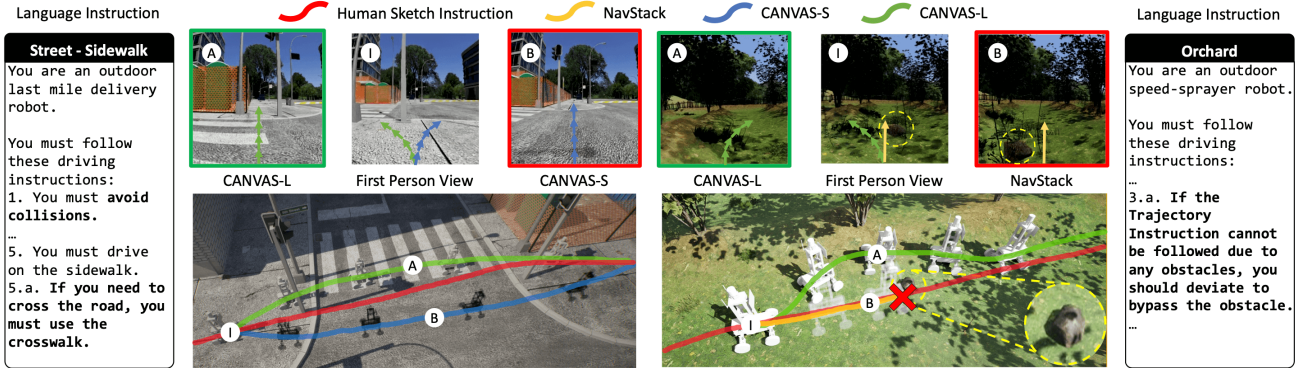 Language Instruction
Human Sketch Instruction
NavStack
CANVAS-S
CANVAS-L
Language Instruction
Street - Sidewalk
You are an outdoor
last mile delivery
robot.
You must follow
these driving
instructions:
1. You must avoid
collisions.
…
5. You must drive
on the sidewalk.
5.a. If you need to
cross the road, you
must use the
crosswalk.
A
I
B
CANVAS-L
First Person View
CANVAS-S
A
I
B
A
I
B
CANVAS-L
First Person View
NavStack
A
I
B
Orchard
You are an outdoor
speed-sprayer robot.
You must follow
these driving
instructions:
…
3.a. If the
Trajectory
Instruction cannot
be followed due to
any obstacles, you
should deviate to
bypass the obstacle.
…